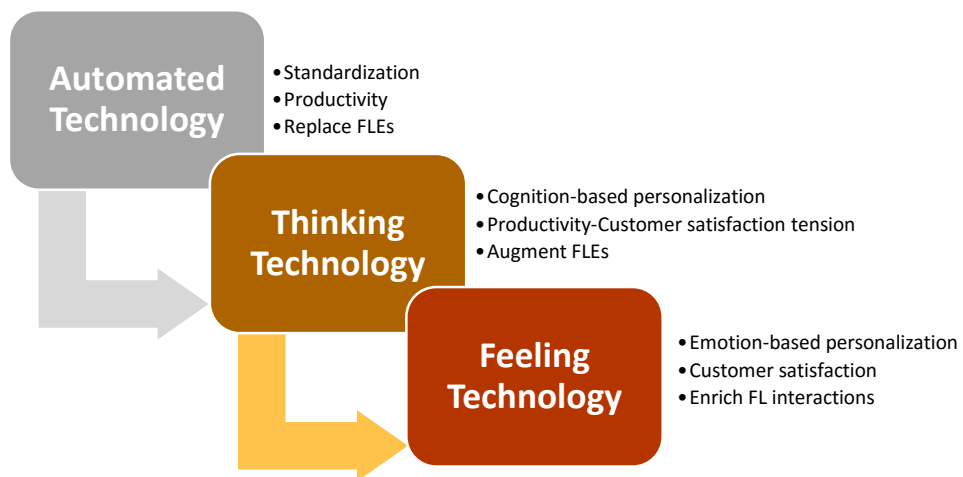 Automated
Technology
•Standardization
•Productivity
•Replace FLEs
Thinking
Technology
•Cognition-based personalization
•Productivity-Customer satisfaction tension
•Augment FLEs
Feeling
Technology
•Emotion-based personalization
•Customer satisfaction
•Enrich FL interactions